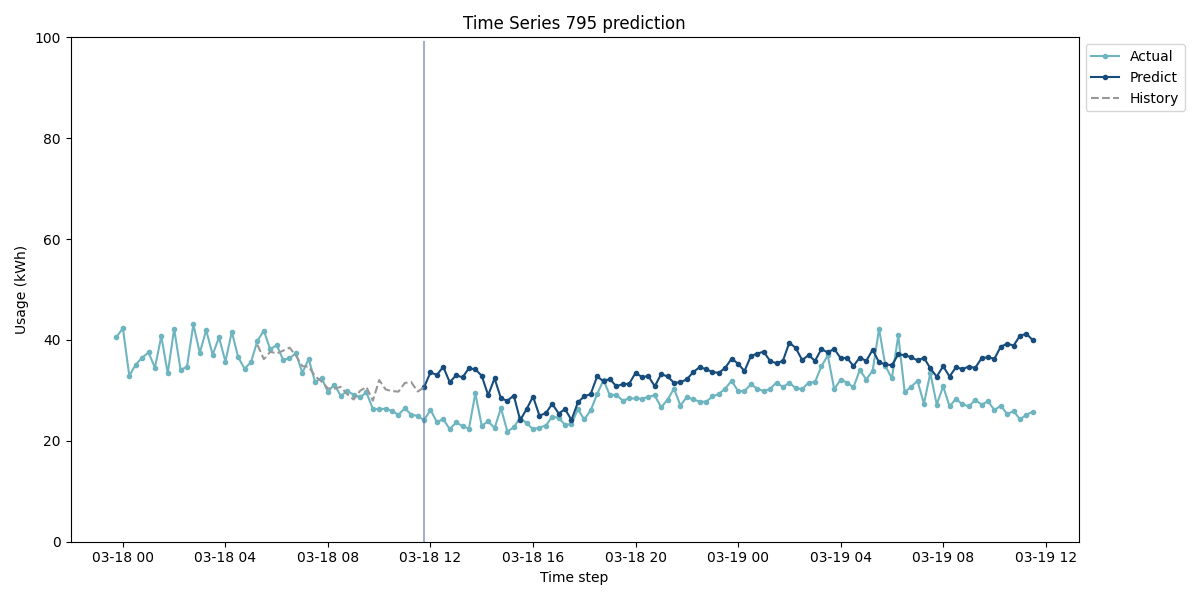 Time Series 795 prediction
100
80
60
40
20
0
Usage (kWh)
03-18 00
03-18 04
03-18 08
03-18 12
03-18 16
03-18 20
03-19 00
03-19 04
03-19 08
03-19 12
Time step
Actual
Predict
History